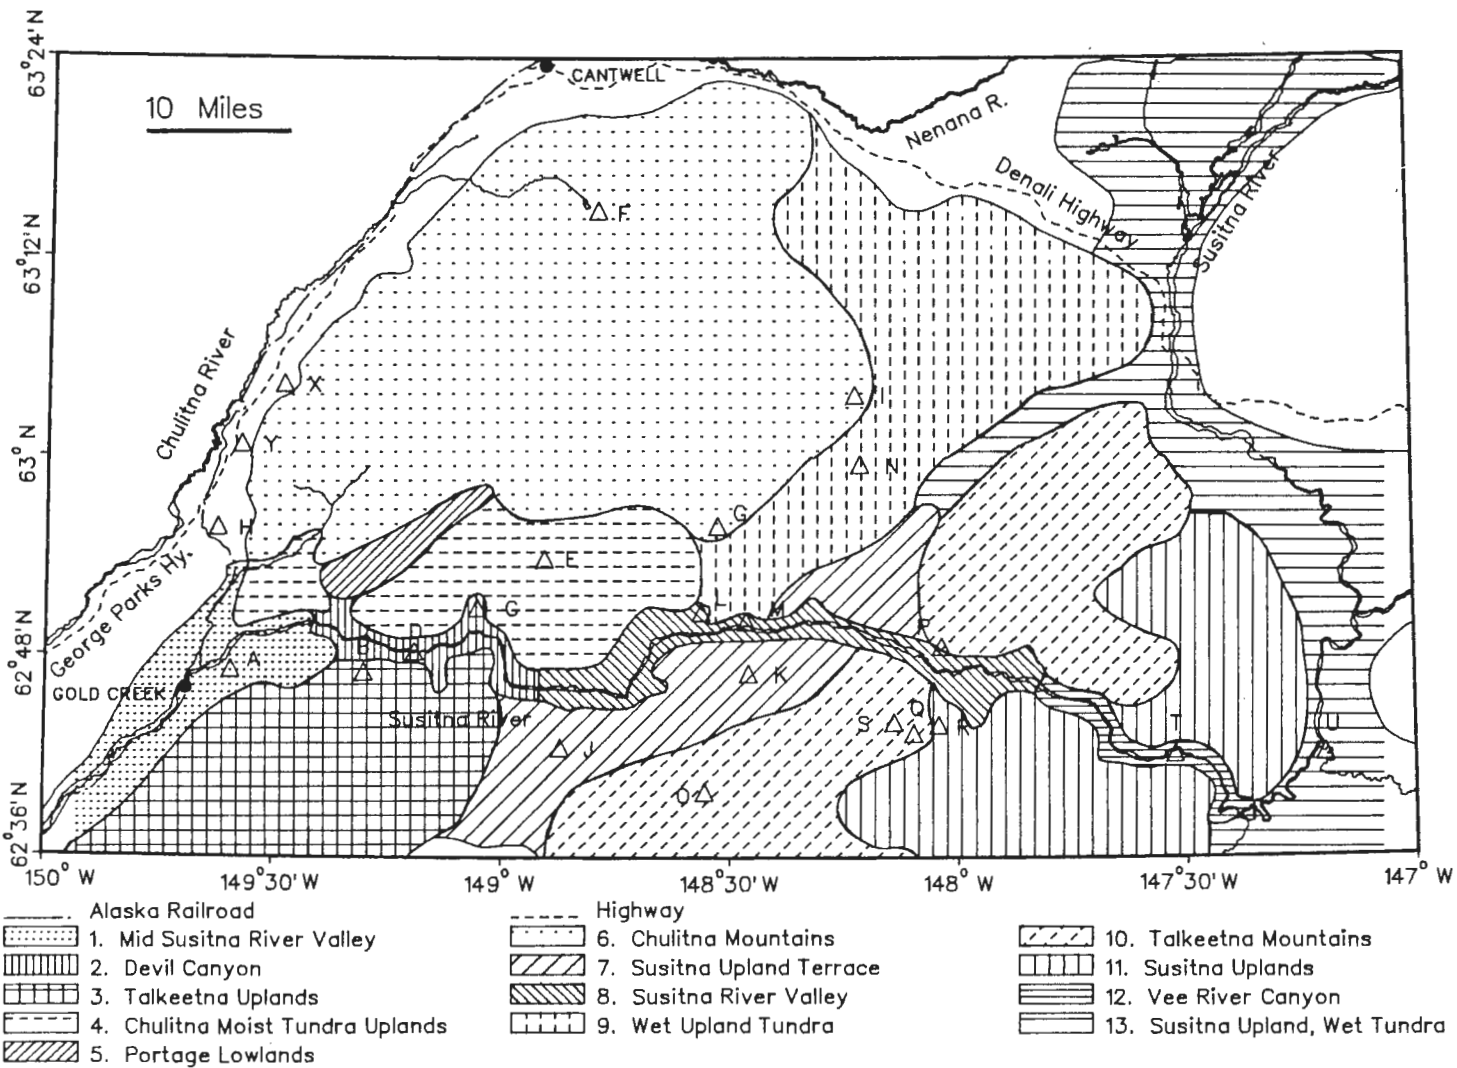 63°24' N
CANTWELL
10 Miles
Nenana R.
Denali Highway
Susitna River
F
63°12' N
Chulitna River
X
I
Y
63° N
N
H
G
E
George Parks Hy.
G
L
M
D
B
P
62°48' N
A
GOLD CREEK
K
Susitna River
S
Q
R
T
U
J
O
62°36' N
150° W
149°30' W
149° W
148°30' W
148° W
147°30' W
147° W
Alaska Railroad
Highway
1. Mid Susitna River Valley
2. Devil Canyon
3. Talkeetna Uplands
4. Chulitna Moist Tundra Uplands
5. Portage Lowlands
6. Chulitna Mountains
7. Susitna Upland Terrace
8. Susitna River Valley
9. Wet Upland Tundra
10. Talkeetna Mountains
11. Susitna Uplands
12. Vee River Canyon
13. Susitna Upland, Wet Tundra